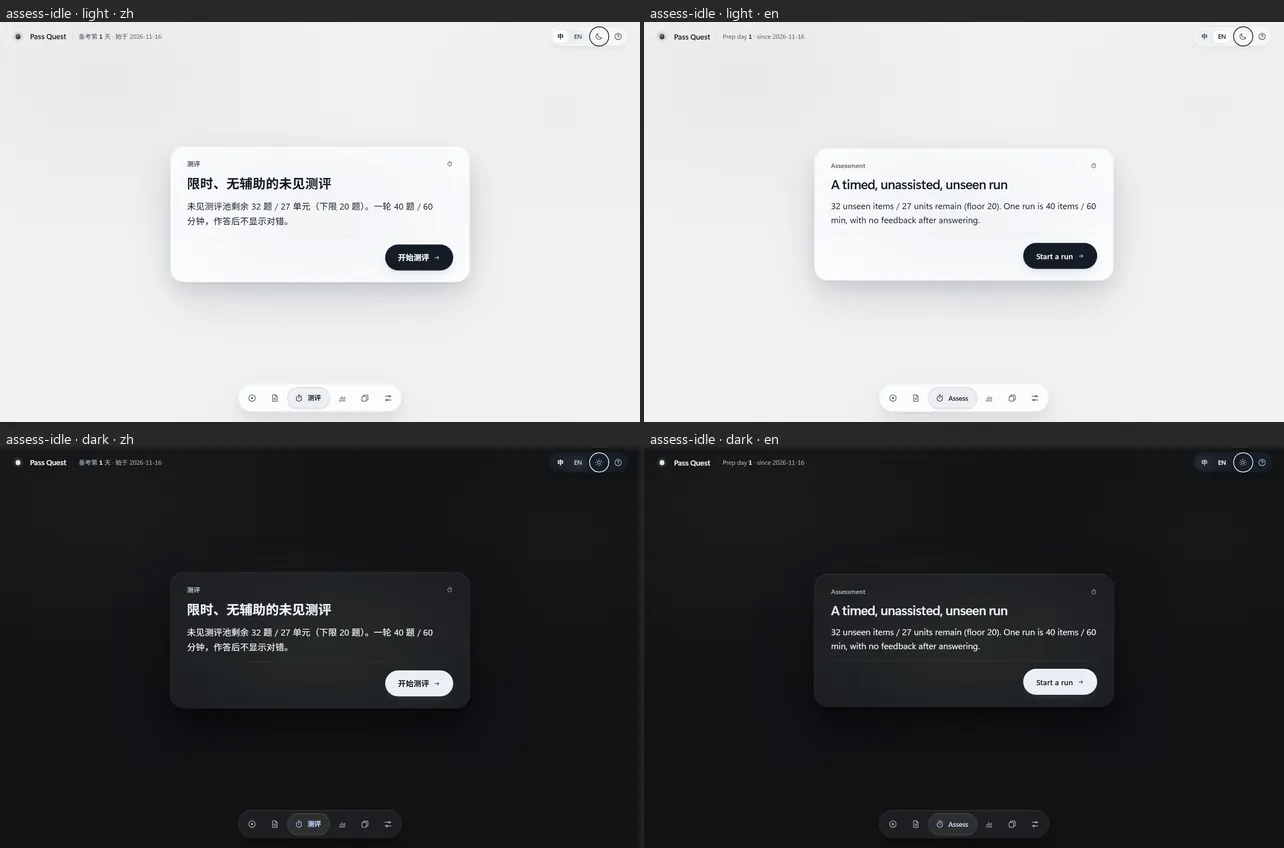 assess-idle · light · zh
Pass Quest 备考第 1 天 · 始于 2026-11-16 中 EN
测评
限时、无辅助的未见测评
未见测评池剩余 32 题 / 27 单元（下限 20 题）。一轮 40 题 / 60
分钟，作答后不显示对错。
开始测评 →
测评
assess-idle · light · en
Pass Quest Prep day 1 · since 2026-11-16 中 EN
Assessment
A timed, unassisted, unseen run
32 unseen items / 27 units remain (floor 20). One run is 40 items / 60
min, with no feedback after answering.
Start a run →
Assess
assess-idle · dark · zh
Pass Quest 备考第 1 天 · 始于 2026-11-16 中 EN
测评
限时、无辅助的未见测评
未见测评池剩余 32 题 / 27 单元（下限 20 题）。一轮 40 题 / 60
分钟，作答后不显示对错。
开始测评 →
测评
assess-idle · dark · en
Pass Quest Prep day 1 · since 2026-11-16 中 EN
Assessment
A timed, unassisted, unseen run
32 unseen items / 27 units remain (floor 20). One run is 40 items / 60
min, with no feedback after answering.
Start a run →
Assess